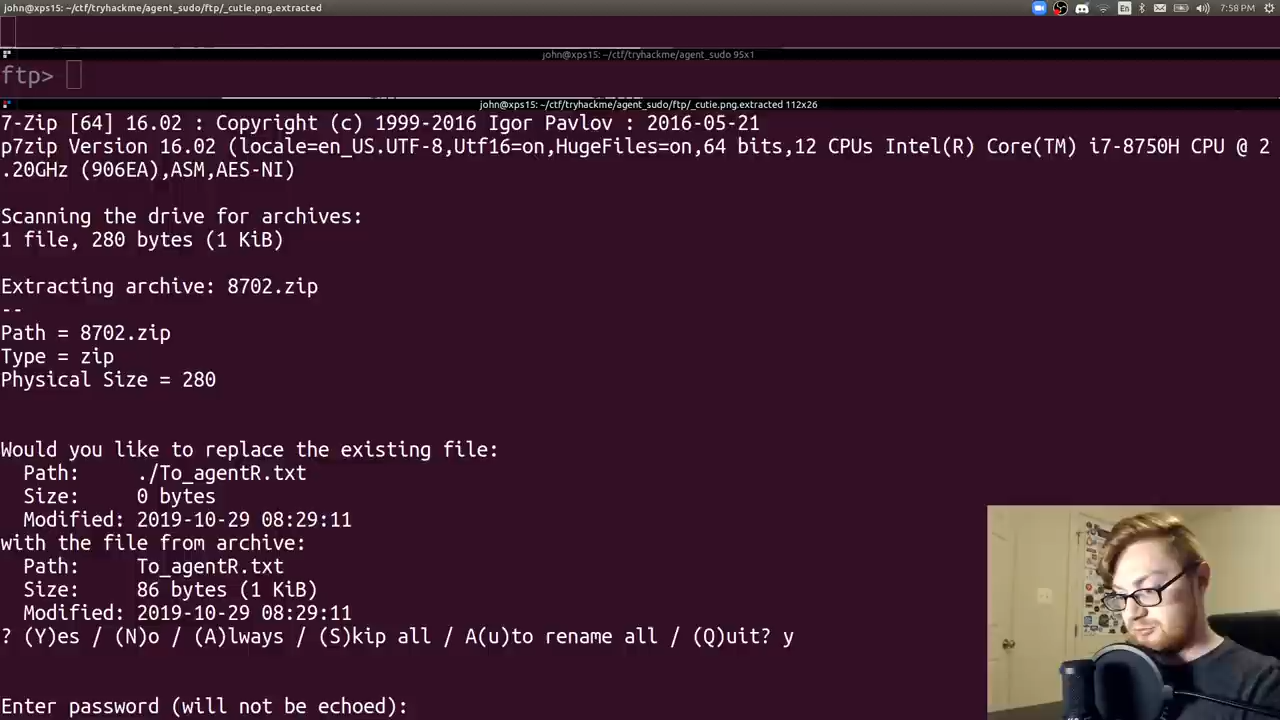 john@xps15: ~/ctf/tryhackme/agent_sudo/ftp/_cutie.png.extracted
En
7:58 PM
john@xps15: ~/ctf/tryhackme/agent_sudo 95x1
ftp>
john@xps15: ~/ctf/tryhackme/agent_sudo/ftp/_cutie.png.extracted 112x26
7-Zip [64] 16.02 : Copyright (c) 1999-2016 Igor Pavlov : 2016-05-21
p7zip Version 16.02 (locale=en_US.UTF-8,Utf16=on,HugeFiles=on,64 bits,12 CPUs Intel(R) Core(TM) i7-8750H CPU @ 2
.20GHz (906EA),ASM,AES-NI)
Scanning the drive for archives:
1 file, 280 bytes (1 KiB)
Extracting archive: 8702.zip
--
Path = 8702.zip
Type = zip
Physical Size = 280
Would you like to replace the existing file:
Path:     ./To_agentR.txt
Size:     0 bytes
Modified: 2019-10-29 08:29:11
with the file from archive:
Path:     To_agentR.txt
Size:     86 bytes (1 KiB)
Modified: 2019-10-29 08:29:11
? (Y)es / (N)o / (A)lways / (S)kip all / A(u)to rename all / (Q)uit? y
Enter password (will not be echoed):